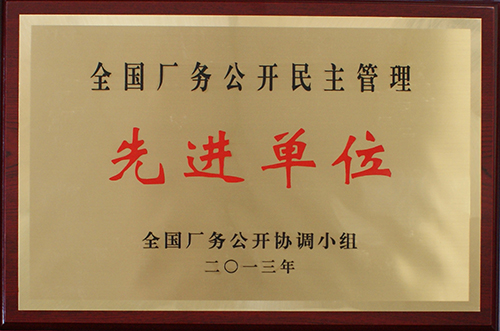 全国厂务公开民主管理
先进单位
全国厂务公开协调小组
二〇一三年